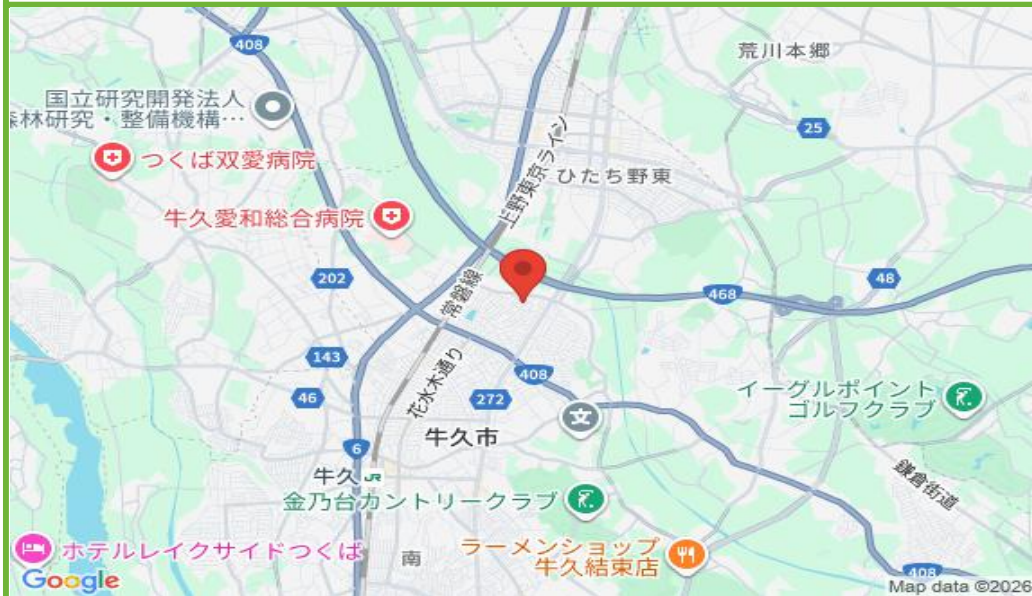 408
荒川本郷
国立研究開発法人
森林研究・整備機構…
25
つくば双愛病院
上野東京ライン
ひたち野東
牛久愛和総合病院
202
常磐線
48
468
143
花水木通り
408
46
272
イーグルポイント
ゴルフクラブ
文
牛久市
6
牛久 JR
鎌倉街道
金乃台カントリークラブ
ホテルレイクサイドつくば
南
ラーメンショップ
牛久結束店
408
Google
Map data ©2026